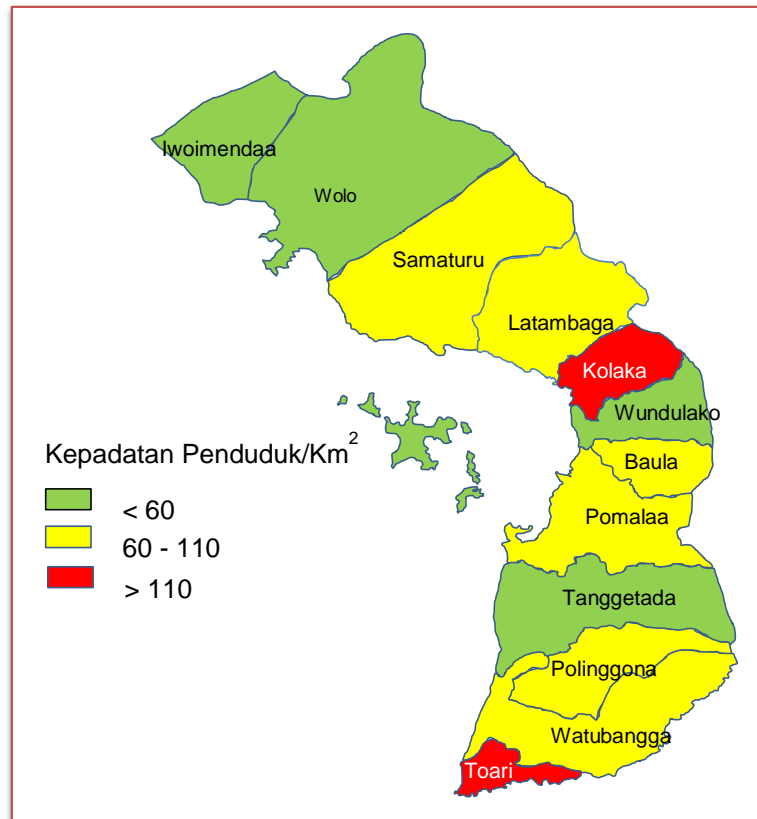 Iwoimendaa
Wolo
Samaturu
Latambaga
Kolaka
Wundulako
Baula
Pomalaa
Tanggetada
Polinggona
Watubangga
Toari
Kepadatan Penduduk/Km²
< 60
60 - 110
> 110